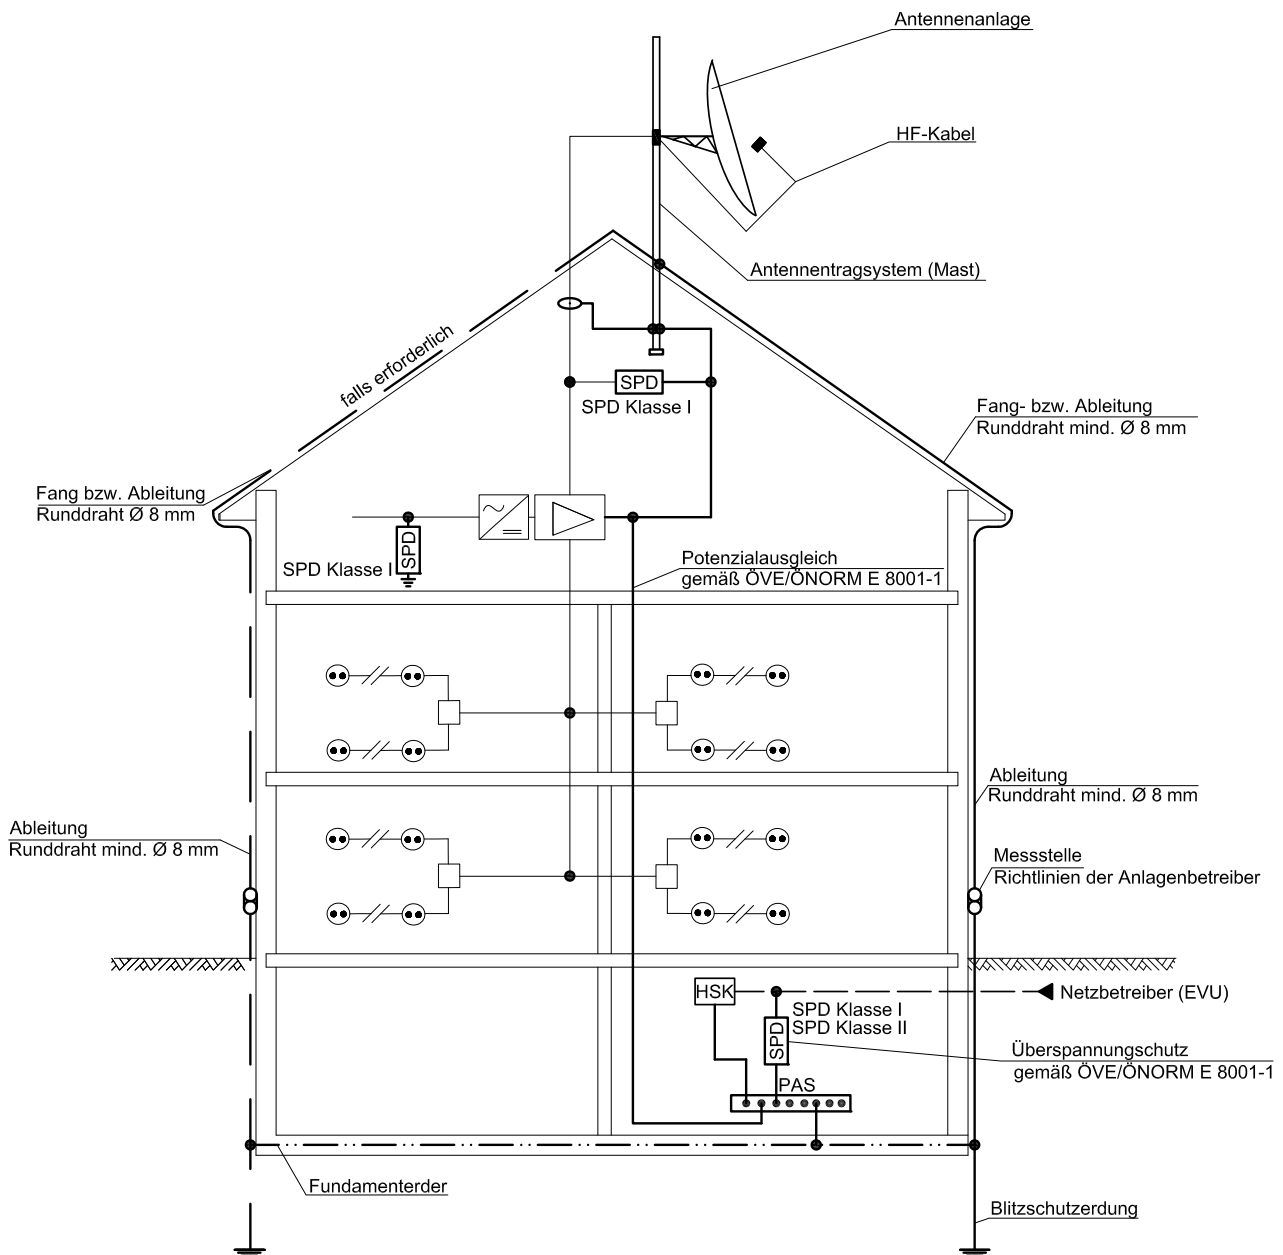 Antennenanlage
HF-Kabel
Antennentragsystem (Mast)
falls erforderlich
SPD
SPD Klasse I
Fang- bzw. Ableitung
Runddraht mind. Ø 8 mm
Fang bzw. Ableitung
Runddraht Ø 8 mm
SPD
SPD Klasse I
Potenzialausgleich
gemäß ÖVE/ÖNORM E 8001-1
Ableitung
Runddraht mind. Ø 8 mm
Ableitung
Runddraht mind. Ø 8 mm
Messstelle
Richtlinien der Anlagenbetreiber
HSK
Netzbetreiber (EVU)
SPD Klasse I
SPD Klasse II
SPD
Überspannungschutz
gemäß ÖVE/ÖNORM E 8001-1
PAS
Fundamenterder
Blitzschutzerdung